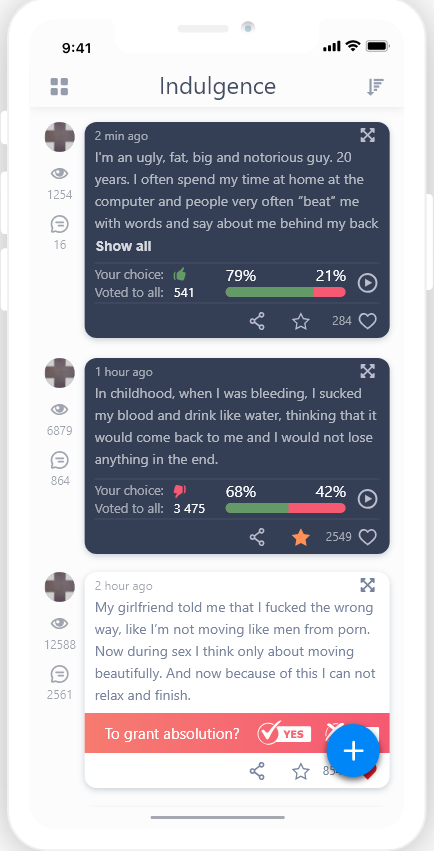 9:41
Indulgence
2 min ago
I'm an ugly, fat, big and notorious guy. 20
years. I often spend my time at home at the
computer and people very often “beat” me
with words and say about me behind my back
Show all
1254
16
Your choice:
79% 21%
Voted to all: 541
284
1 hour ago
In childhood, when I was bleeding, I sucked
my blood and drink like water, thinking that it
would come back to me and I would not lose
anything in the end.
6879
864
Your choice:
68% 42%
Voted to all: 3 475
2549
2 hour ago
My girlfriend told me that I fucked the wrong
way, like I’m not moving like men from porn.
Now during sex I think only about moving
beautifully. And now because of this I can not
relax and finish.
12588
2561
To grant absolution? YES